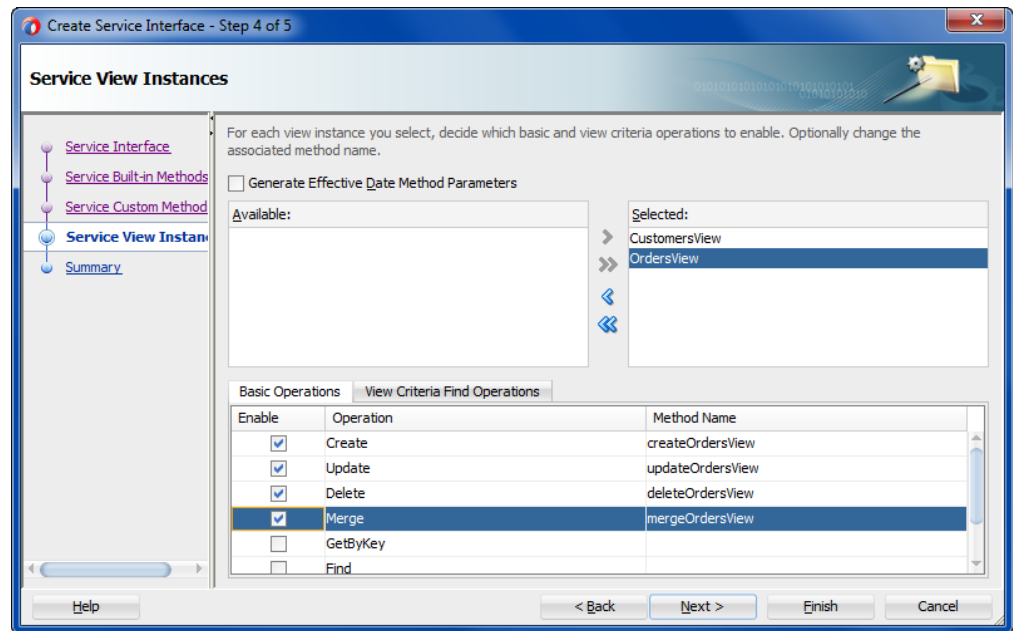 Create Service Interface - Step 4 of 5
Service View Instances
Service Interface
Service Built-in Methods
Service Custom Method
Service View Instan
Summary
For each view instance you select, decide which basic and view criteria operations to enable. Optionally change the
associated method name.
Generate Effective Date Method Parameters
Available:
Selected:
CustomersView
OrdersView
Basic Operations View Criteria Find Operations
Enable Operation Method Name
Create createOrdersView
Update updateOrdersView
Delete deleteOrdersView
Merge mergeOrdersView
GetByKey
Find
Help < Back Next > Finish Cancel